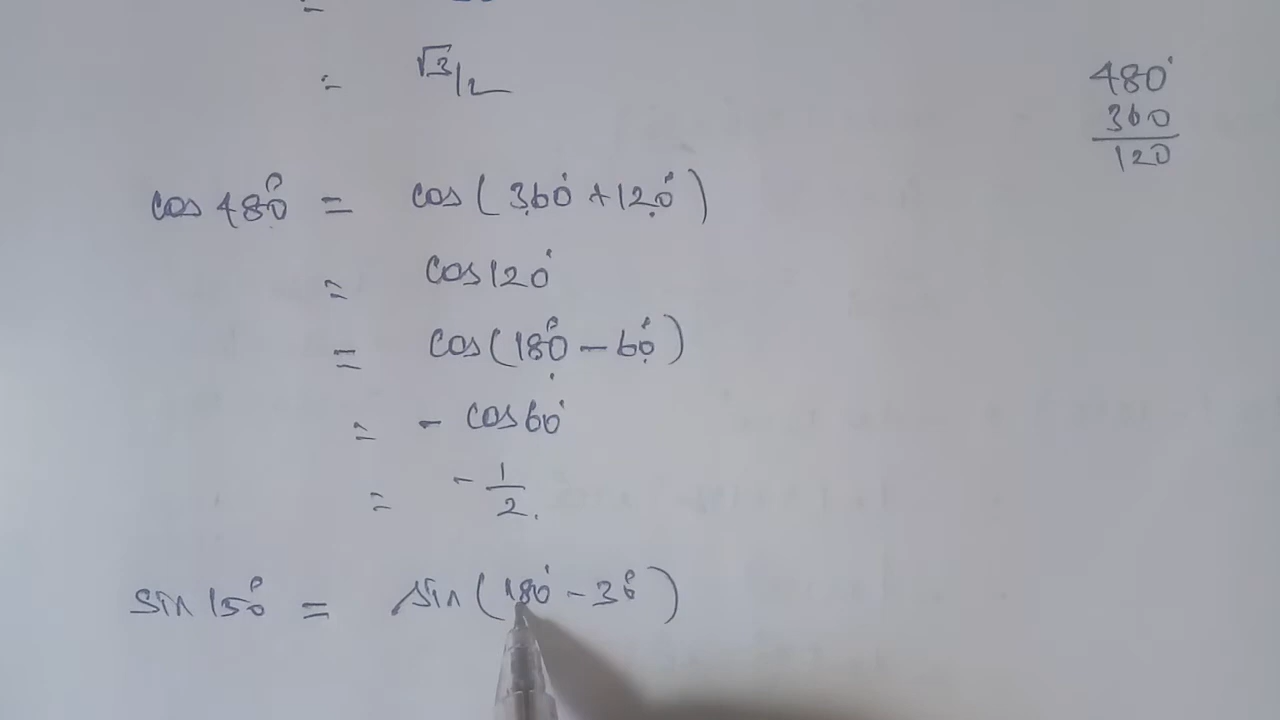 = √3/2
480°
360
120
cos 480° = cos(360° + 120°)
= cos 120°
= cos(180° - 60°)
= - cos 60°
= - 1/2.
sin 150° = sin(180° - 30°)